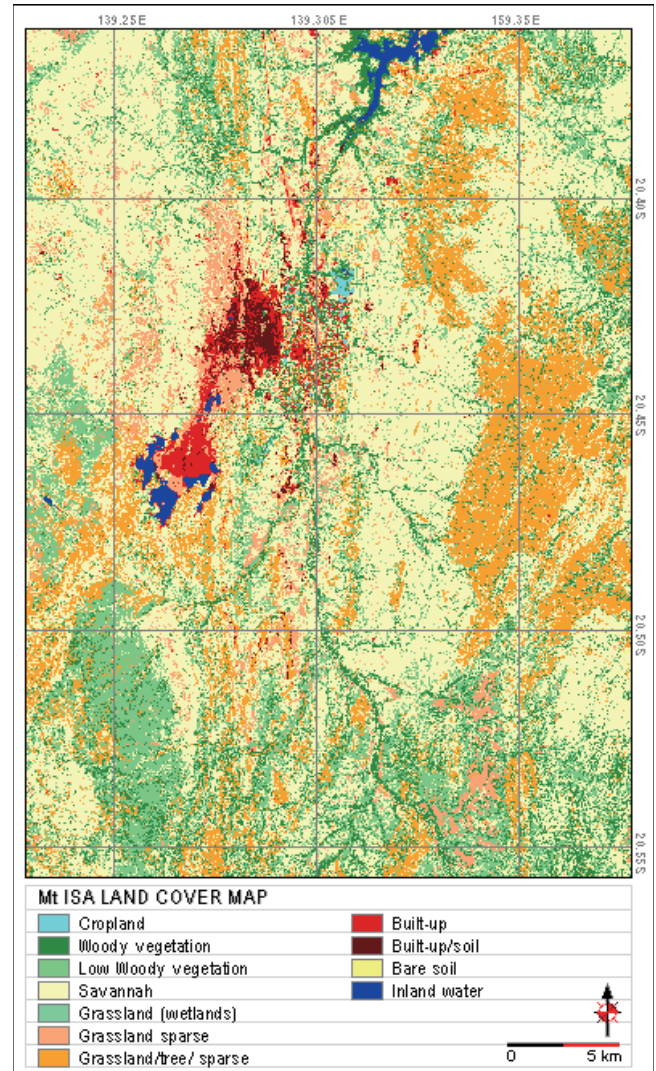 139.25 E 139.305 E 159.35 E
20.40 S
20.45 S
20.50 S
20.55 S
Mt ISA LAND COVER MAP
Cropland
Woody vegetation
Low Woody vegetation
Savannah
Grassland (wetlands)
Grassland sparse
Grassland/tree/ sparse
Built-up
Built-up/soil
Bare soil
Inland water
0 5 km